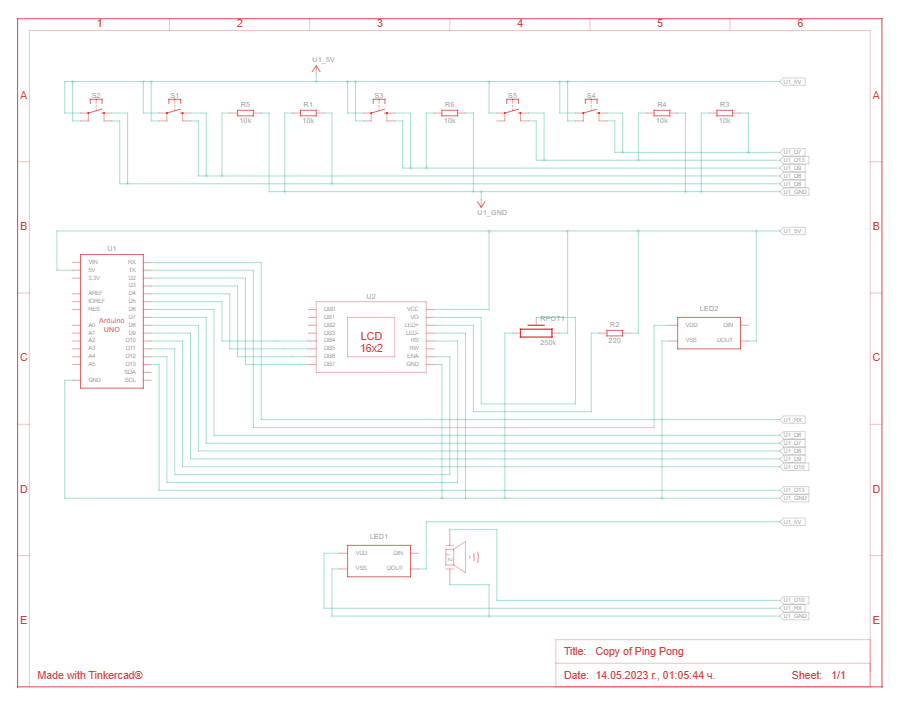 1 2 3 4 5 6
U1_5V
A A
U1_5V
S2 S1 R5 R1 S3 R6 S5 S4 R4 R3
10k 10k 10k 10k 10k
U1_D7
U1_D13
U1_D9
U1_D8
U1_D6
U1_GND
U1_GND
B B
U1_5V
U1
VIN RX
5V TX
3.3V D2
D3
AREF D4
IOREF D5
RES D6
D7
A0 D8
A1 D9
A2 D10
A3 D11
A4 D12
A5 D13
SDA
GND SCL
Arduino
UNO
U2
DB0 VCC
DB1 VO
DB2 LED+
DB3 LED-
DB4 RS
DB5 RW
DB6 ENA
DB7 GND
LCD
16x2
RPOT1
250k
R2
220
LED2
VDD DIN
VSS DOUT
C C
U1_RX
U1_D6
U1_D7
U1_D8
U1_D9
U1_D10
U1_D13
U1_GND
D D
U1_5V
LED1
VDD DIN
VSS DOUT
U1_D10
U1_RX
U1_GND
E E
Title: Copy of Ping Pong
Made with Tinkercad®
Date: 14.05.2023 г., 01:05:44 ч. Sheet: 1/1